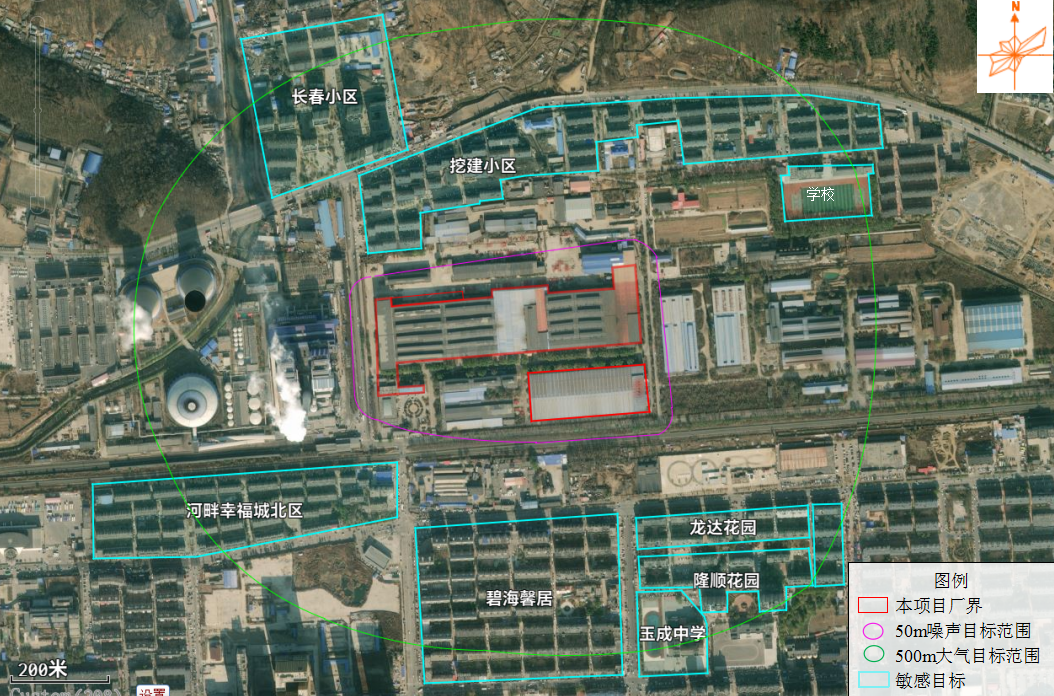 N
长春小区
挖建小区
学校
河畔幸福城北区
龙达花园
隆顺花园
碧海馨居
玉成中学
图例
本项目厂界
50m噪声目标范围
500m大气目标范围
敏感目标
200米
设置